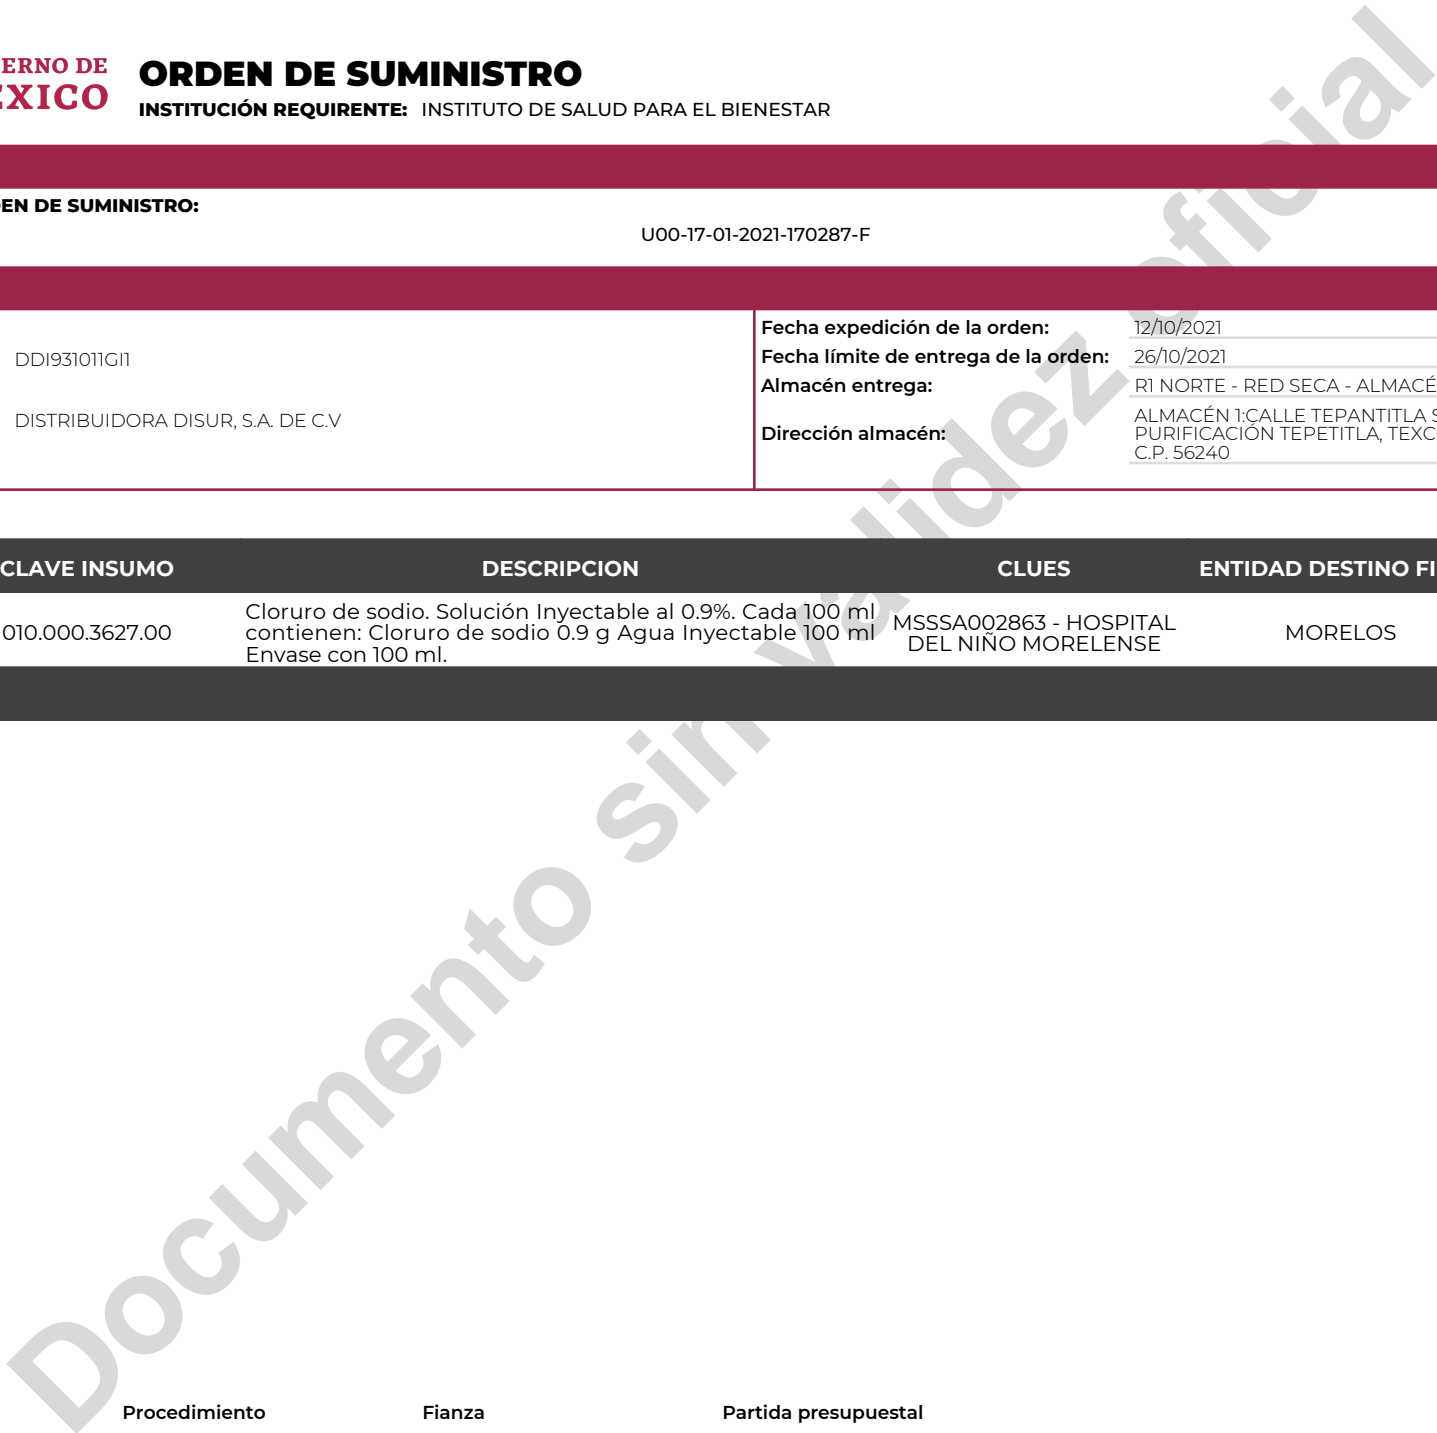 ERNO DE
EXICO
ORDEN DE SUMINISTRO
INSTITUCIÓN REQUIRENTE: INSTITUTO DE SALUD PARA EL BIENESTAR
EN DE SUMINISTRO:
U00-17-01-2021-170287-F
DDI931011GI1
DISTRIBUIDORA DISUR, S.A. DE C.V
Fecha expedición de la orden: 12/10/2021
Fecha límite de entrega de la orden: 26/10/2021
Almacén entrega: R1 NORTE - RED SECA - ALMACÉ
Dirección almacén:
ALMACÉN 1:CALLE TEPANTITLA S
PURIFICACIÓN TEPETITLA, TEXC
C.P. 56240
CLAVE INSUMO DESCRIPCION CLUES ENTIDAD DESTINO FI
010.000.3627.00
Cloruro de sodio. Solución Inyectable al 0.9%. Cada 100 ml
contienen: Cloruro de sodio 0.9 g Agua Inyectable 100 ml
Envase con 100 ml.
MSSSA002863 - HOSPITAL
DEL NIÑO MORELENSE
MORELOS
Documento sin validez oficial
Procedimiento Fianza Partida presupuestal